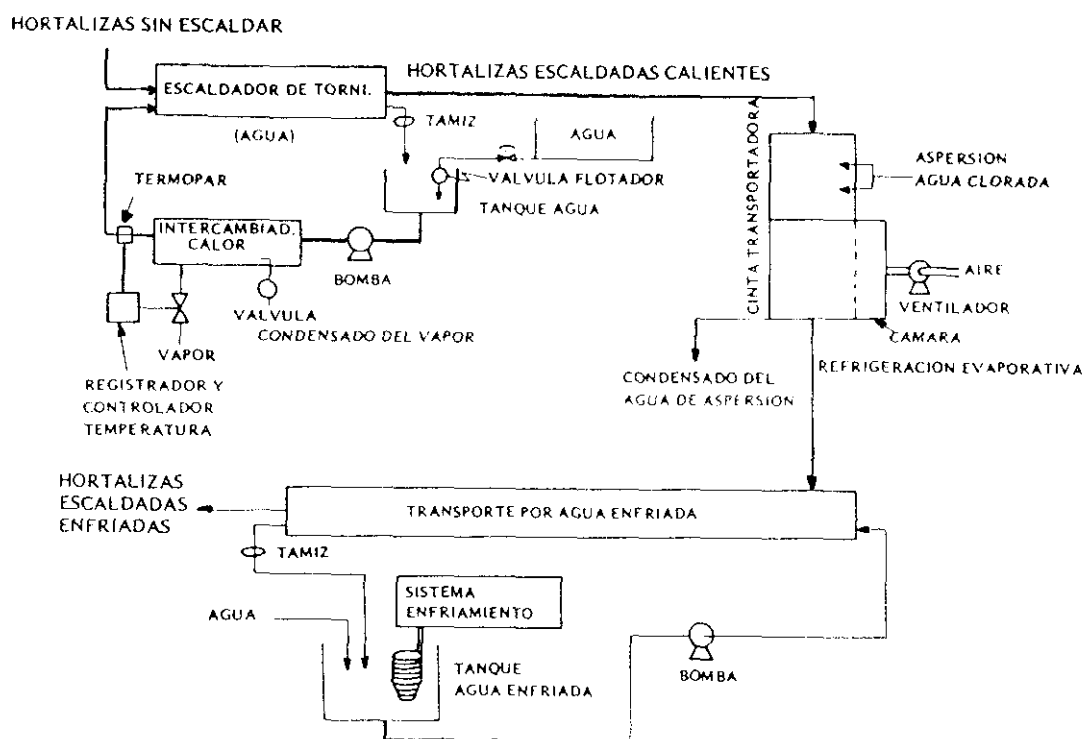 HORTALIZAS SIN ESCALDAR
ESCALDADOR DE TORNI.
HORTALIZAS ESCALDADAS CALIENTES
(AGUA)
TAMIZ
AGUA
TERMOPAR
VALVULA FLOTADOR
TANQUE AGUA
INTERCAMBIAD.
CALOR
BOMBA
VALVULA
CONDENSADO DEL VAPOR
VAPOR
REGISTRADOR Y
CONTROLADOR
TEMPERATURA
CINTA TRANSPORTADORA
ASPERSION
AGUA CLORADA
AIRE
VENTILADOR
CAMARA
REFRIGERACION EVAPORATIVA
CONDENSADO DEL
AGUA DE ASPERSION
HORTALIZAS
ESCALDADAS
ENFRIADAS
TRANSPORTE POR AGUA ENFRIADA
TAMIZ
SISTEMA
ENFRIAMIENTO
AGUA
TANQUE
AGUA ENFRIADA
BOMBA